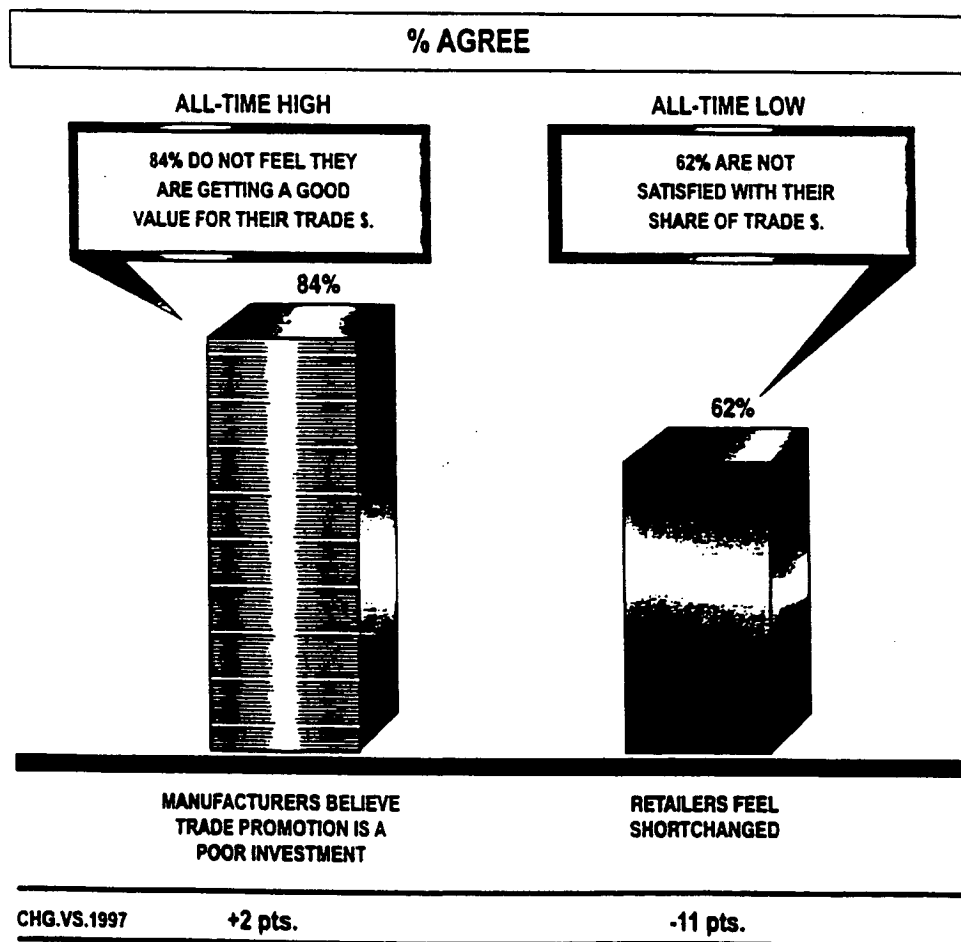 % AGREE
ALL-TIME HIGH
84% DO NOT FEEL THEY
ARE GETTING A GOOD
VALUE FOR THEIR TRADE $.
84%
ALL-TIME LOW
62% ARE NOT
SATISFIED WITH THEIR
SHARE OF TRADE $.
62%
MANUFACTURERS BELIEVE
TRADE PROMOTION IS A
POOR INVESTMENT
RETAILERS FEEL
SHORTCHANGED
CHG.VS.1997 +2 pts. -11 pts.